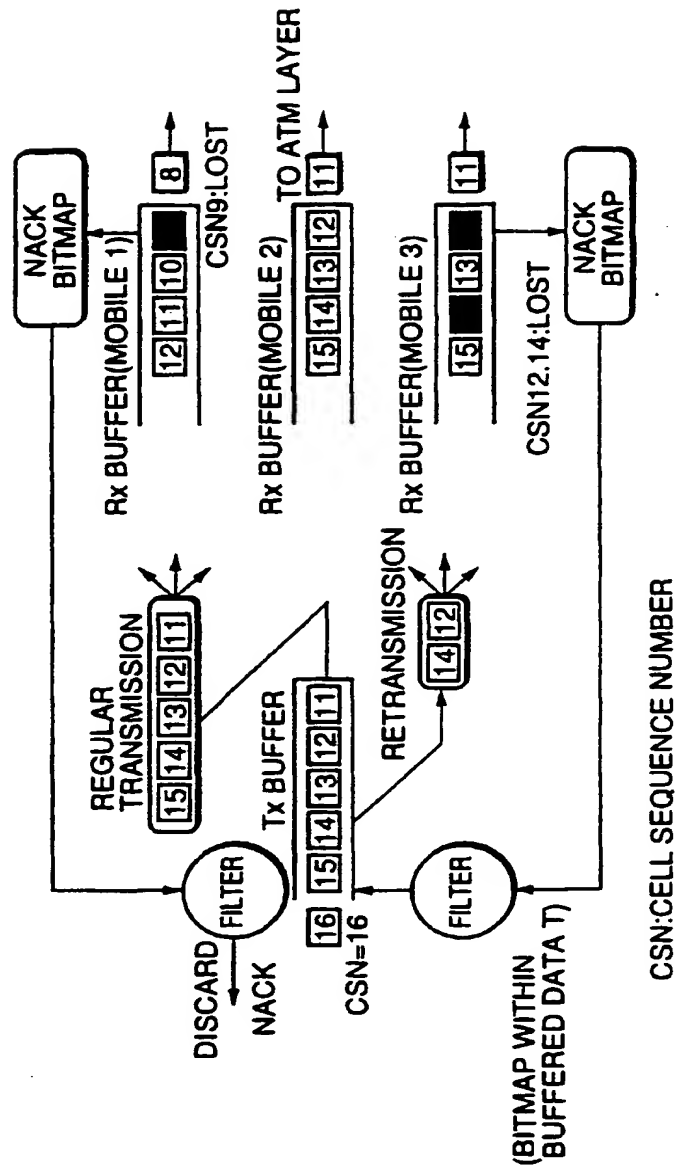 NACK
BITMAP
Rx BUFFER(MOBILE 1)
12 11 10
8
CSN9:LOST
REGULAR
TRANSMISSION
15 14 13 12 11
FILTER
DISCARD
NACK
Tx BUFFER
16
15 14 13 12 11
CSN=16
Rx BUFFER(MOBILE 2)
15 14 13 12
11
TO ATM LAYER
RETRANSMISSION
14 12
FILTER
(BITMAP WITHIN
BUFFERED DATA T)
Rx BUFFER(MOBILE 3)
15 13
11
CSN12.14:LOST
NACK
BITMAP
CSN:CELL SEQUENCE NUMBER